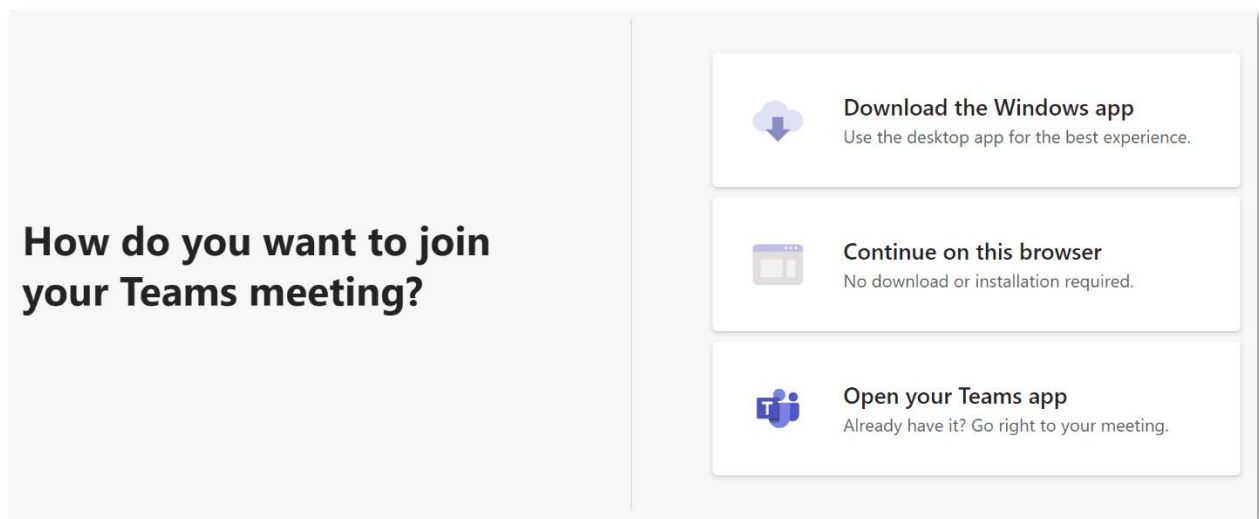 How do you want to join
your Teams meeting?
Download the Windows app
Use the desktop app for the best experience.
Continue on this browser
No download or installation required.
T
Open your Teams app
Already have it? Go right to your meeting.